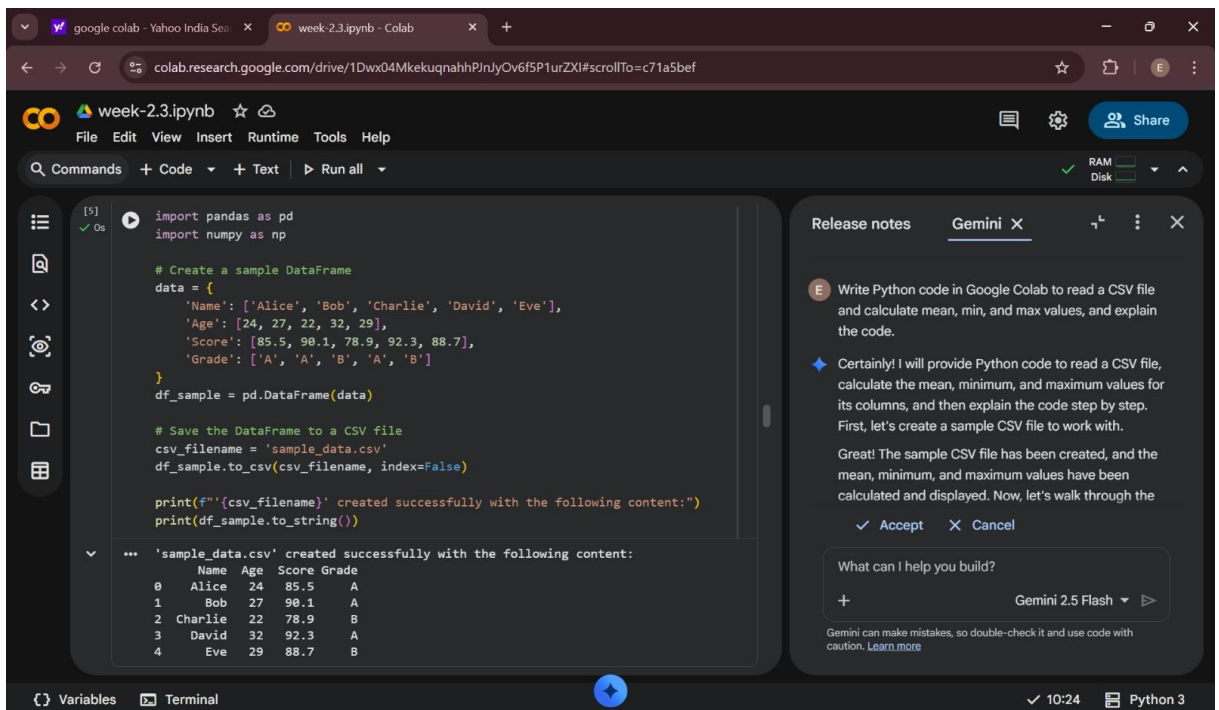 google colab - Yahoo India Sea
week-2.3.ipynb - Colab
colab.research.google.com/drive/1Dwx04MkekuqnahhPJnJyOv6f5P1urZXI#scrollTo=c71a5bef
E
week-2.3.ipynb
File Edit View Insert Runtime Tools Help
Share
Commands + Code + Text Run all
RAM
Disk
[5]
0s
import pandas as pd
import numpy as np
# Create a sample DataFrame
data = {
'Name': ['Alice', 'Bob', 'Charlie', 'David', 'Eve'],
'Age': [24, 27, 22, 32, 29],
'Score': [85.5, 90.1, 78.9, 92.3, 88.7],
'Grade': ['A', 'A', 'B', 'A', 'B']
}
df_sample = pd.DataFrame(data)
# Save the DataFrame to a CSV file
csv_filename = 'sample_data.csv'
df_sample.to_csv(csv_filename, index=False)
print(f"'{csv_filename}' created successfully with the following content:")
print(df_sample.to_string())
'sample_data.csv' created successfully with the following content:
Name Age Score Grade
0 Alice 24 85.5 A
1 Bob 27 90.1 A
2 Charlie 22 78.9 B
3 David 32 92.3 A
4 Eve 29 88.7 B
Release notes
Gemini
E
Write Python code in Google Colab to read a CSV file
and calculate mean, min, and max values, and explain
the code.
Certainly! I will provide Python code to read a CSV file,
calculate the mean, minimum, and maximum values for
its columns, and then explain the code step by step.
First, let's create a sample CSV file to work with.
Great! The sample CSV file has been created, and the
mean, minimum, and maximum values have been
calculated and displayed. Now, let's walk through the
Accept Cancel
What can I help you build?
Gemini 2.5 Flash
Gemini can make mistakes, so double-check it and use code with
caution. Learn more
{} Variables Terminal
10:24 Python 3